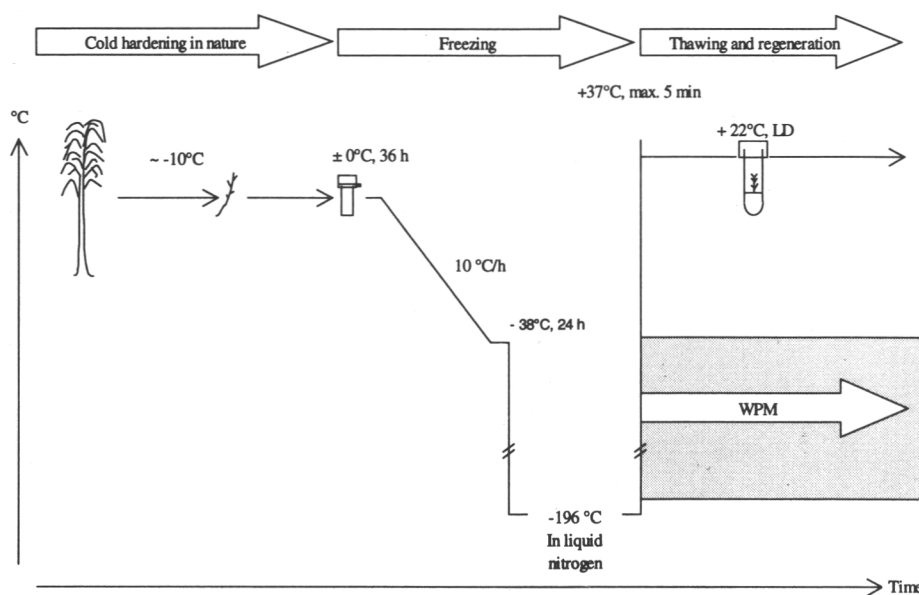 Cold hardening in nature
Freezing
Thawing and regeneration
+37°C, max. 5 min
°C
~ -10°C
± 0°C, 36 h
+ 22°C, LD
10 °C/h
- 38°C, 24 h
WPM
-196 °C
In liquid
nitrogen
Time